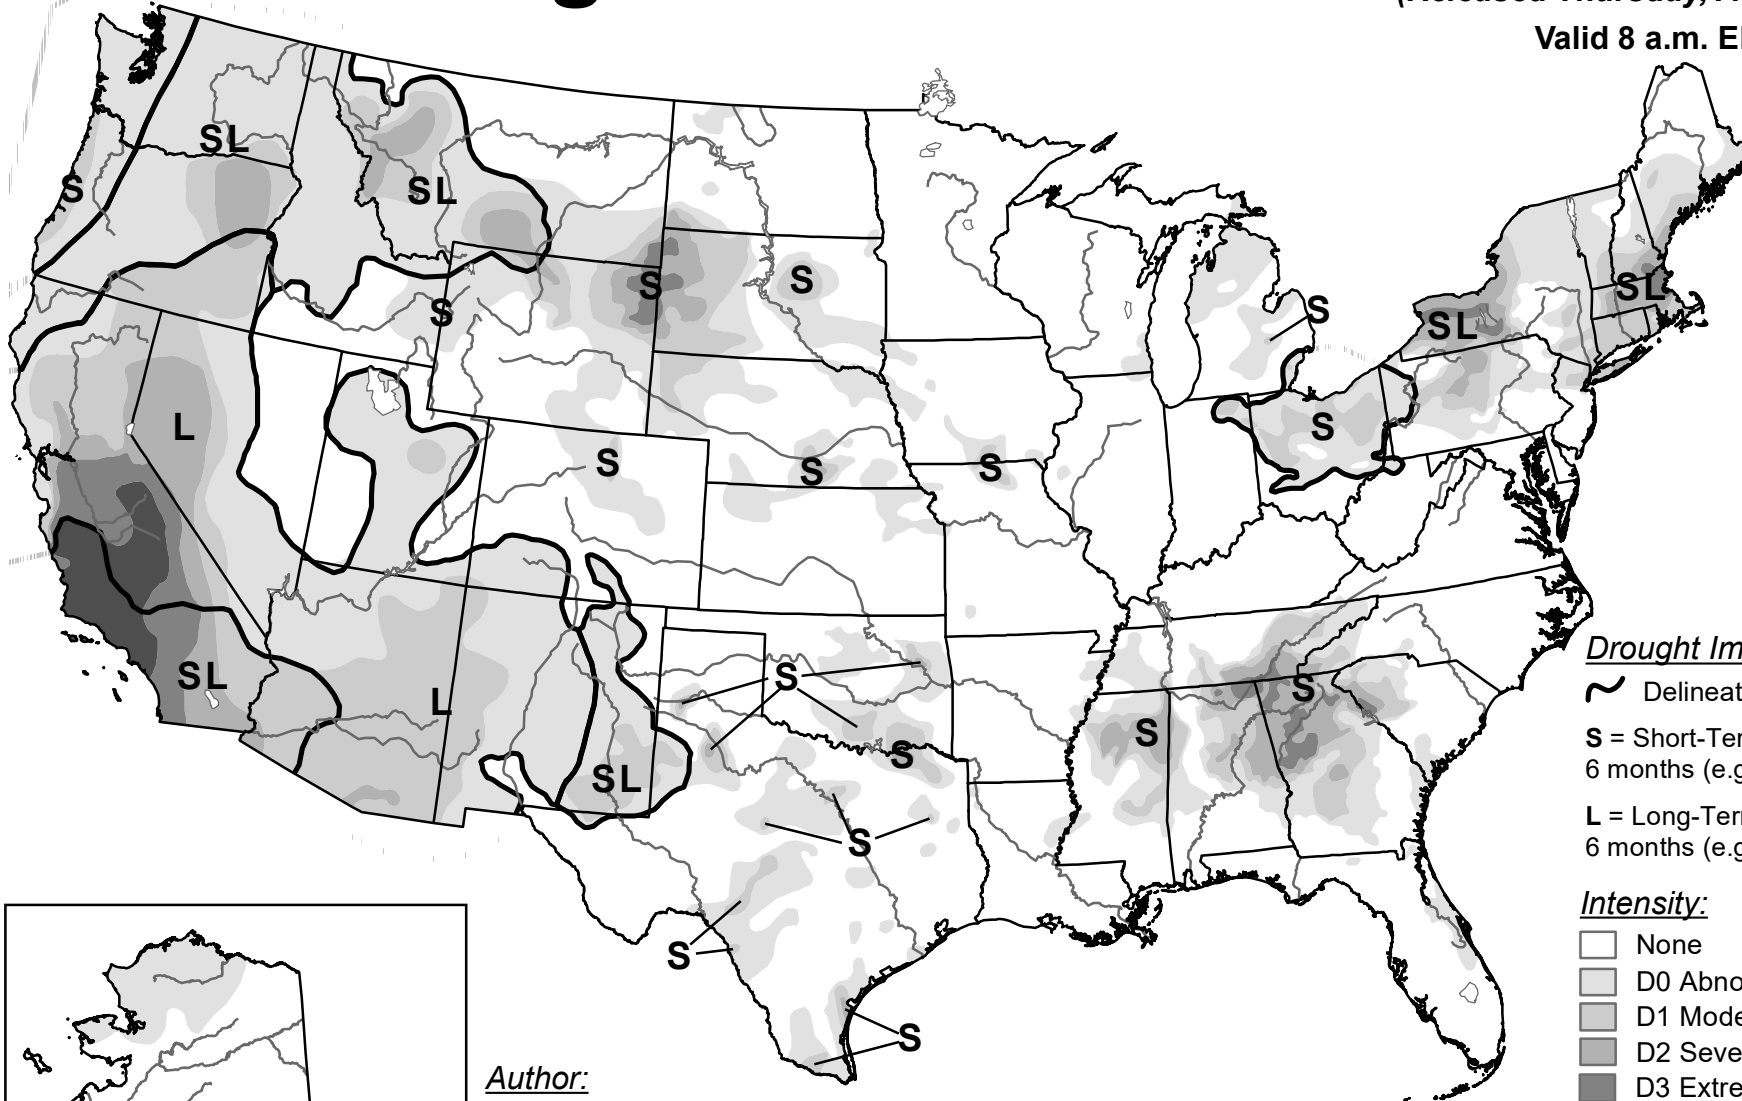 Valid 8 a.m. E
SL
S
SL
S
S
S
S
SL
SL
L
S
S
S
S
SL
L
S
S
S
S
SL
S
S
S
Drought Im
Delineat
S = Short-Ter
6 months (e.g
L = Long-Terr
6 months (e.g
Intensity:
None
D0 Abno
D1 Mode
D2 Seve
D3 Extre
Author: